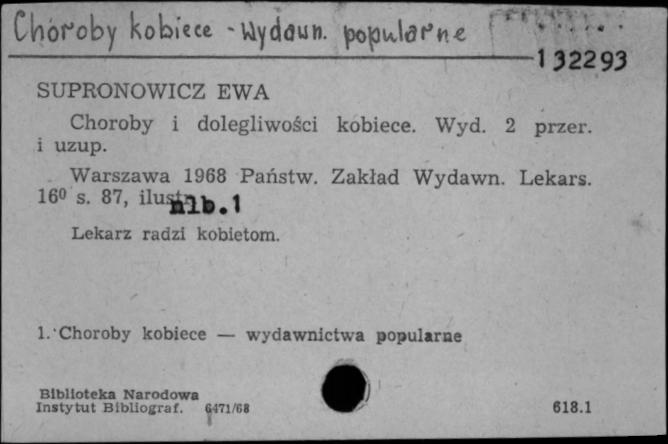 Choroby kobiece - Wydawn. popularne
132293
SUPRONOWICZ EWA
Choroby i dolegliwości kobiece. Wyd. 2 przer.
i uzup.
Warszawa 1968 Państw. Zakład Wydawn. Lekars.
16⁰ s. 87, ilustr. nlb. 1
Lekarz radzi kobietom.
1. Choroby kobiece — wydawnictwa popularne
Biblioteka Narodowa
Instytut Bibliograf. 6471/68
618.1